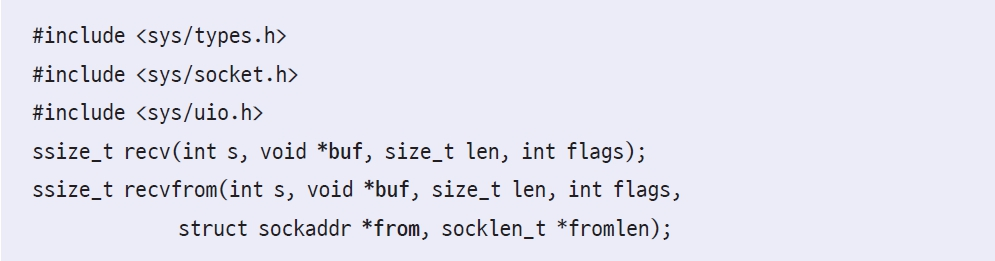 #include <sys/types.h>
#include <sys/socket.h>
#include <sys/uio.h>
ssize_t recv(int s, void *buf, size_t len, int flags);
ssize_t recvfrom(int s, void *buf, size_t len, int flags,
struct sockaddr *from, socklen_t *fromlen);